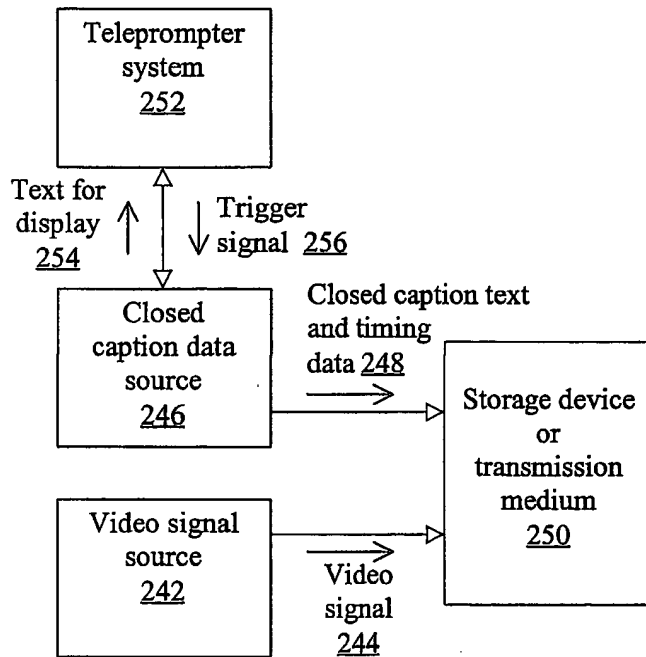 Teleprompter
system
252
Text for
display
254
Trigger
signal 256
Closed
caption data
source
246
Closed caption text
and timing
data 248
Storage device
or
transmission
medium
250
Video signal
source
242
Video
signal
244